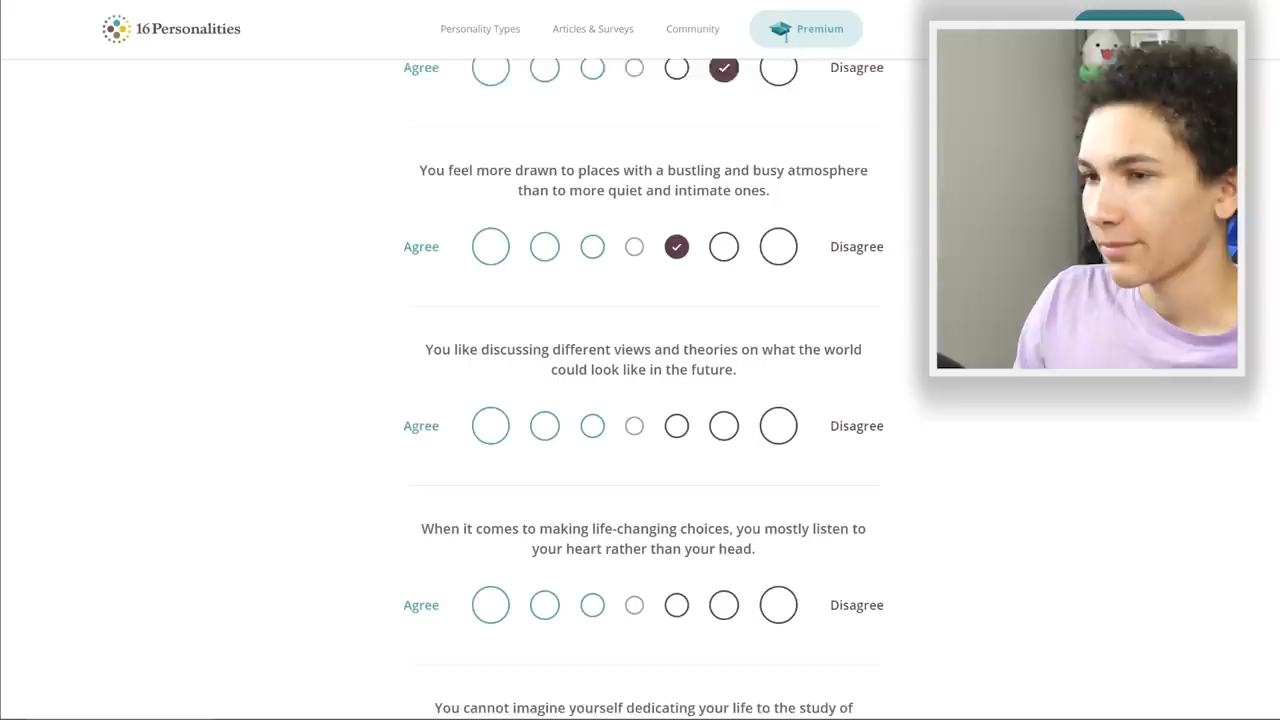 16Personalities
Personality Types
Articles & Surveys
Community
Premium
Agree
Disagree
You feel more drawn to places with a bustling and busy atmosphere
than to more quiet and intimate ones.
Agree
Disagree
You like discussing different views and theories on what the world
could look like in the future.
Agree
Disagree
When it comes to making life-changing choices, you mostly listen to
your heart rather than your head.
Agree
Disagree
You cannot imagine yourself dedicating your life to the study of